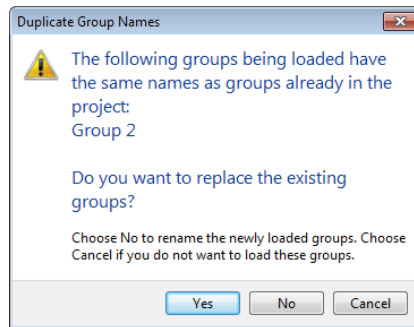 Duplicate Group Names
The following groups being loaded have
the same names as groups already in the
project:
Group 2
Do you want to replace the existing
groups?
Choose No to rename the newly loaded groups. Choose
Cancel if you do not want to load these groups.
Yes No Cancel